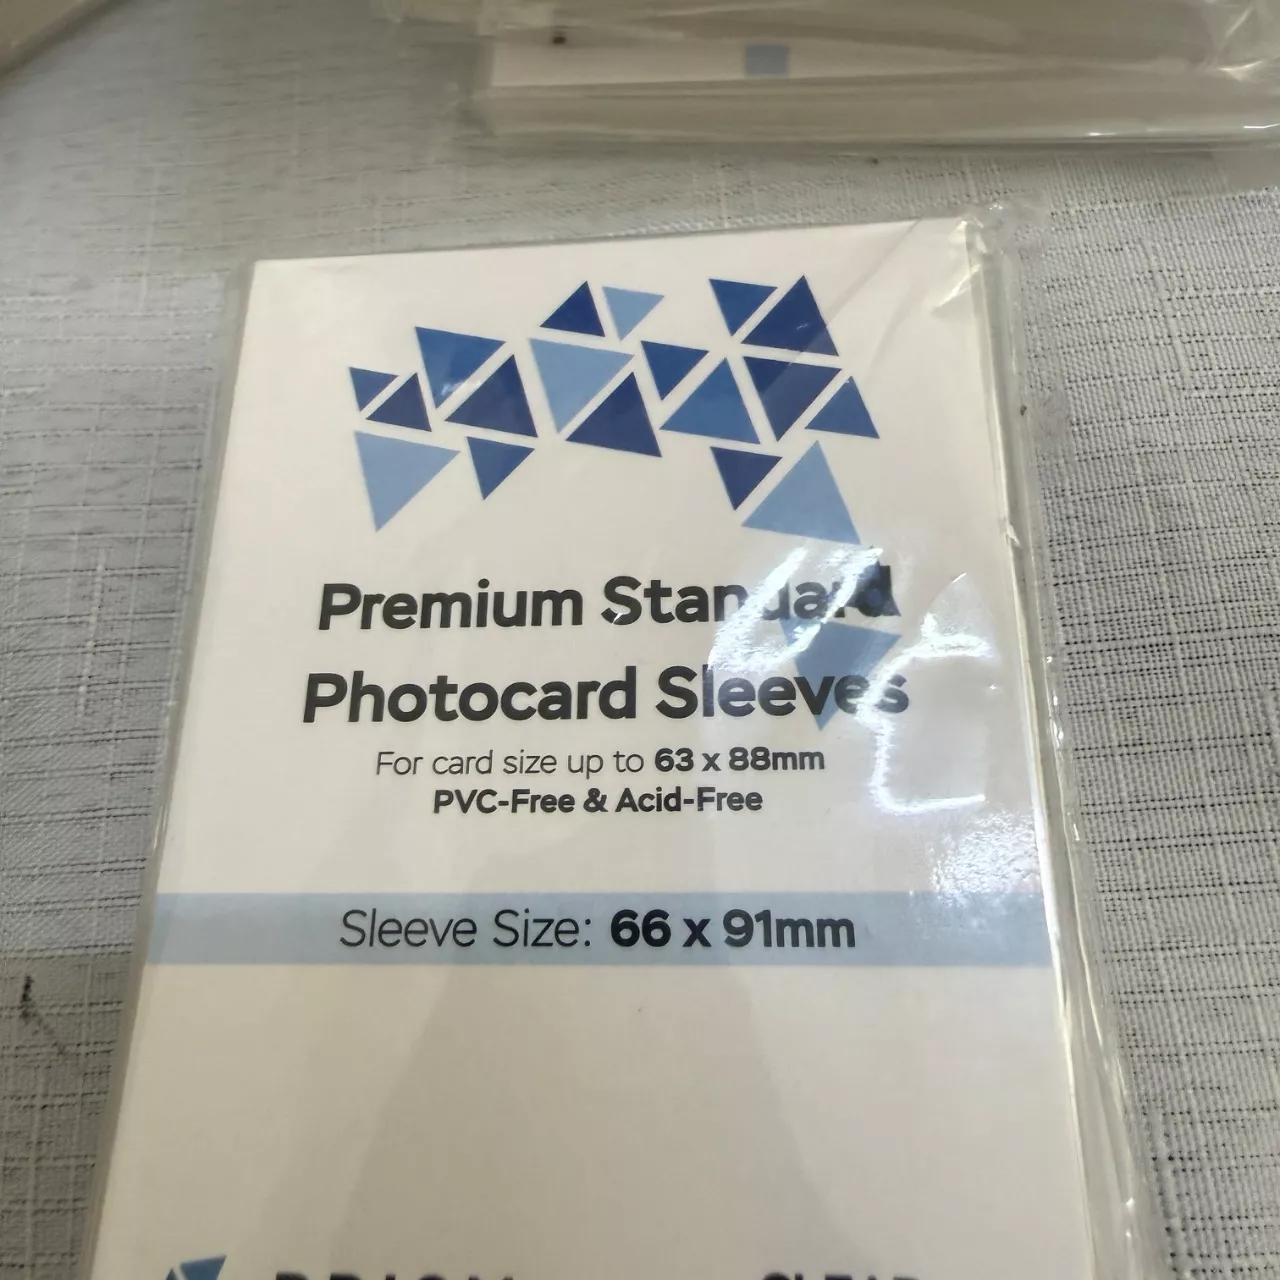 Premium Standard
Photocard Sleeves
For card size up to 63 x 88mm
PVC-Free & Acid-Free
Sleeve Size: 66 x 91mm